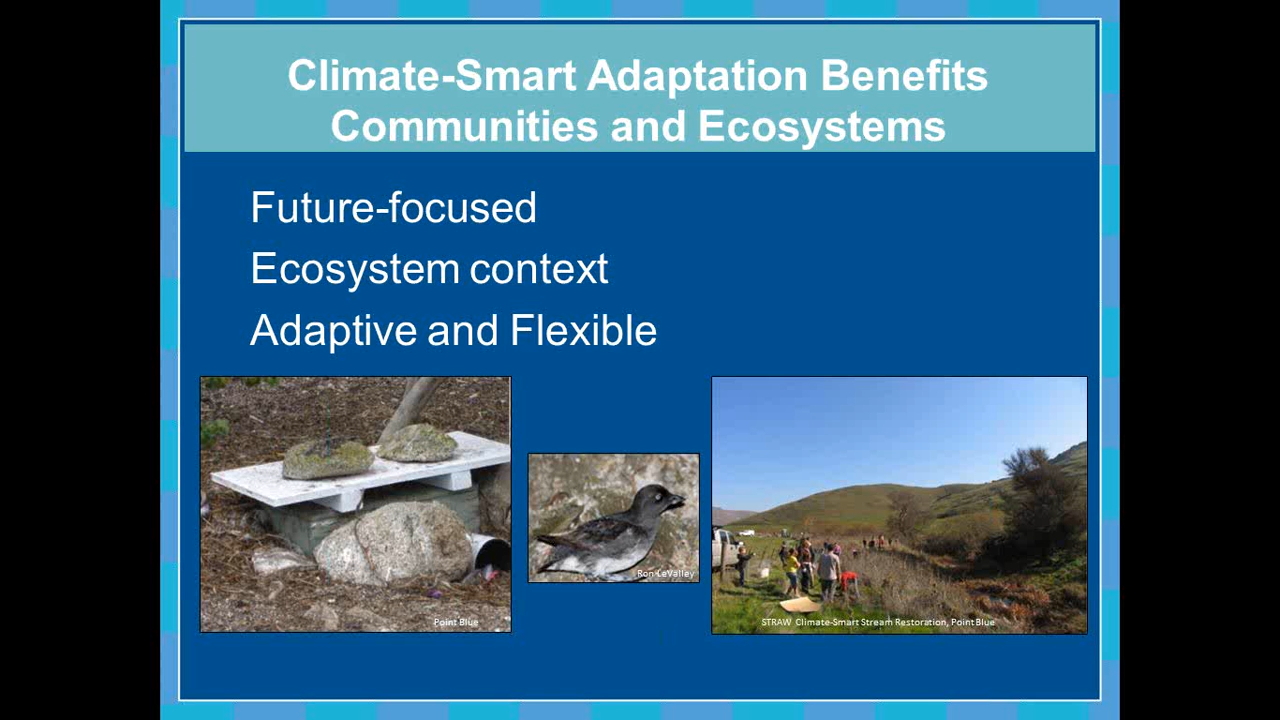 Climate-Smart Adaptation Benefits
Communities and Ecosystems
Future-focused
Ecosystem context
Adaptive and Flexible
Ron LeValley
Point Blue
STRAW Climate-Smart Stream Restoration, Point Blue